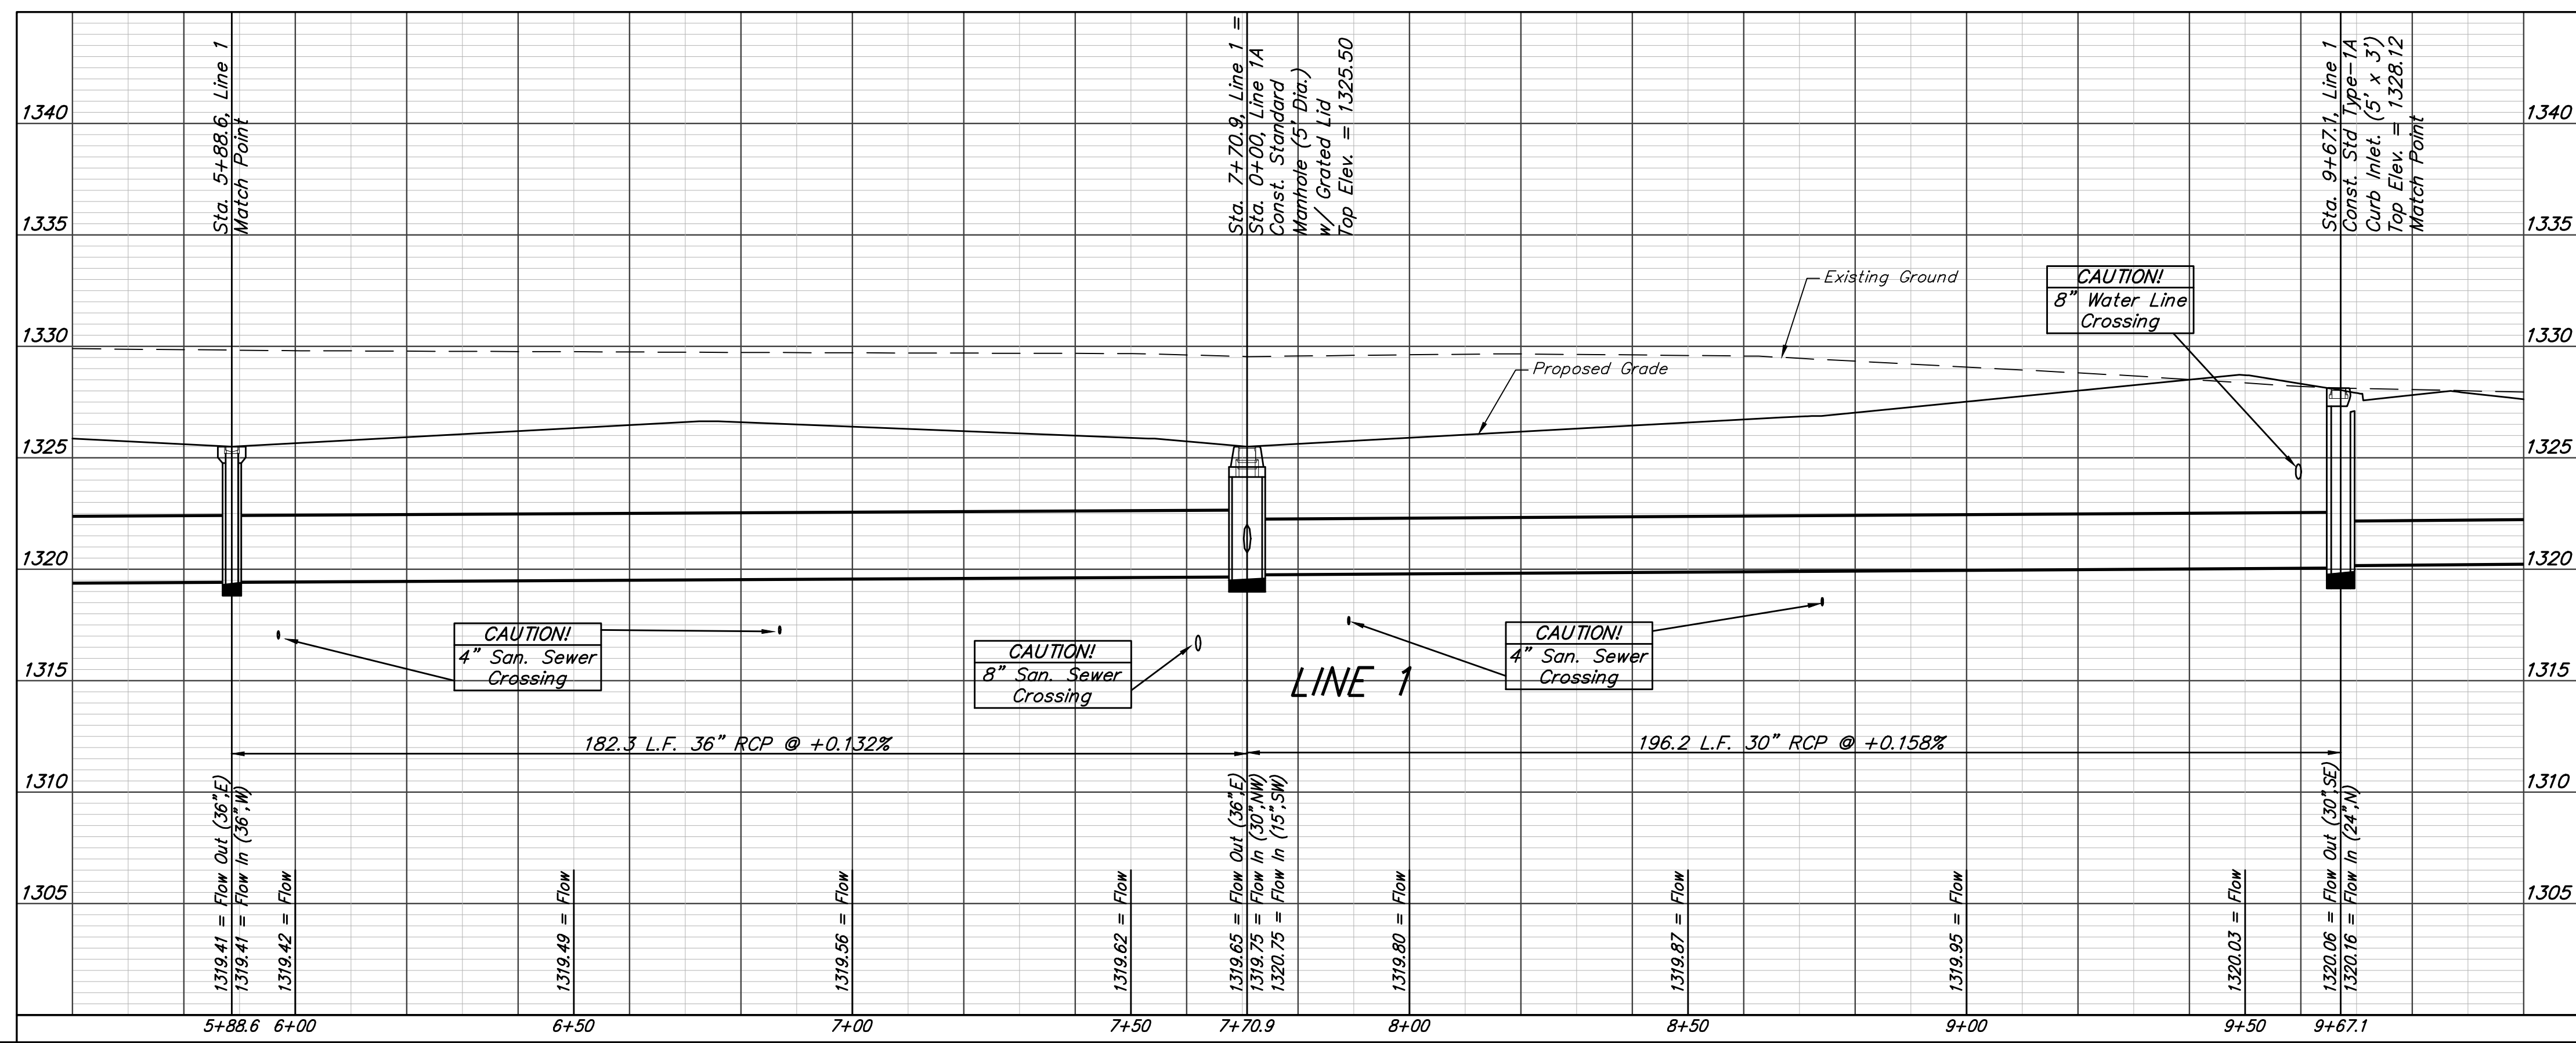 Sta. 5+88.6, Line 1
Match Point
Sta. 7+70.9, Line 1 =
Sta. 0+00, Line 1A
Const. Standard
Manhole (5' Dia.)
w/ Grated Lid
Top Elev. = 1325.50
Sta. 9+67.1, Line 1
Const. Std Type-1A
Curb Inlet. (5' x 3')
Top Elev. = 1328.12
Match Point
1340
1340
1335
1335
1330
1330
1325
1325
1320
1320
1315
1315
1310
1310
1305
1305
Existing Ground
Proposed Grade
CAUTION!
8" Water Line
Crossing
CAUTION!
4" San. Sewer
Crossing
CAUTION!
8" San. Sewer
Crossing
CAUTION!
4" San. Sewer
Crossing
LINE 1
182.3 L.F. 36" RCP @ +0.132%
196.2 L.F. 30" RCP @ +0.158%
1319.41 = Flow Out (36",E)
1319.41 = Flow In (36",W)
1319.42 = Flow
1319.49 = Flow
1319.56 = Flow
1319.62 = Flow
1319.65 = Flow Out (36",E)
1319.75 = Flow In (30",NW)
1320.75 = Flow In (15",SW)
1319.80 = Flow
1319.87 = Flow
1319.95 = Flow
1320.03 = Flow
1320.06 = Flow Out (30",SE)
1320.16 = Flow In (24",N)
5+88.6
6+00
6+50
7+00
7+50
7+70.9
8+00
8+50
9+00
9+50
9+67.1